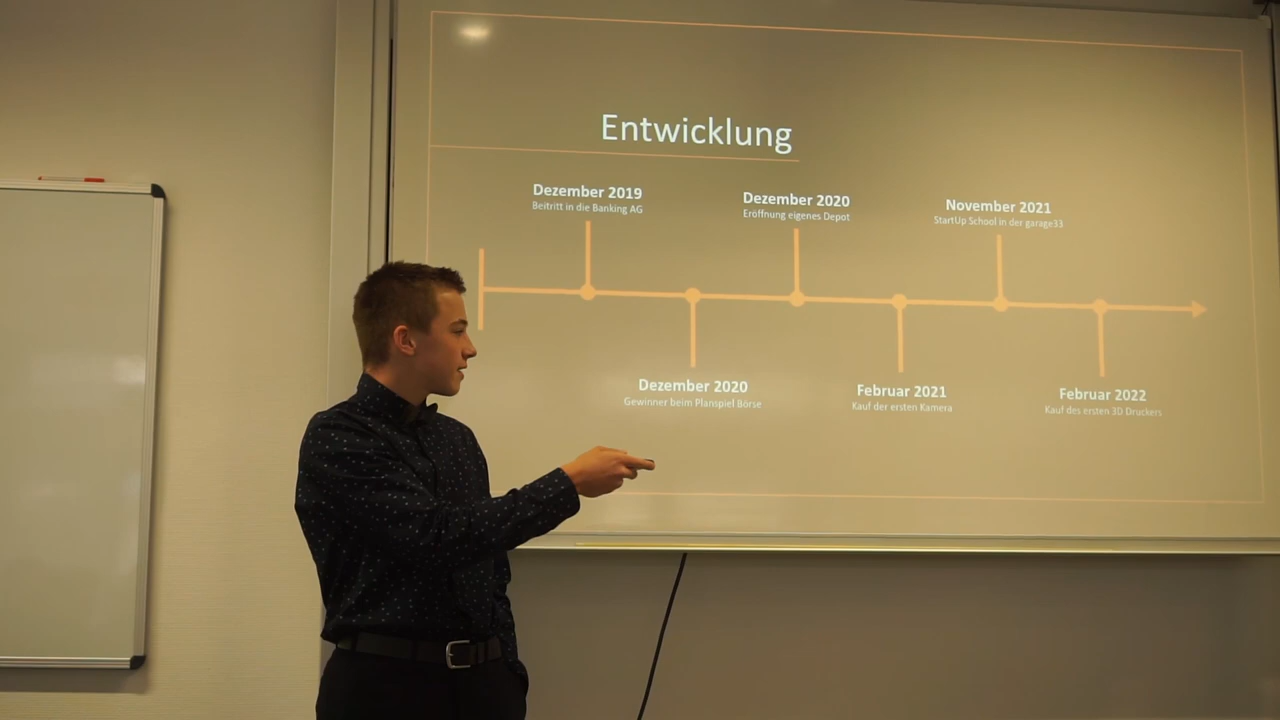 Entwicklung
Dezember 2019
Beitritt in die Banking AG
Dezember 2020
Eröffnung eigenes Depot
November 2021
StartUp School in der garage33
Dezember 2020
Gewinner beim Planspiel Börse
Februar 2021
Kauf der ersten Kamera
Februar 2022
Kauf des ersten 3D Druckers